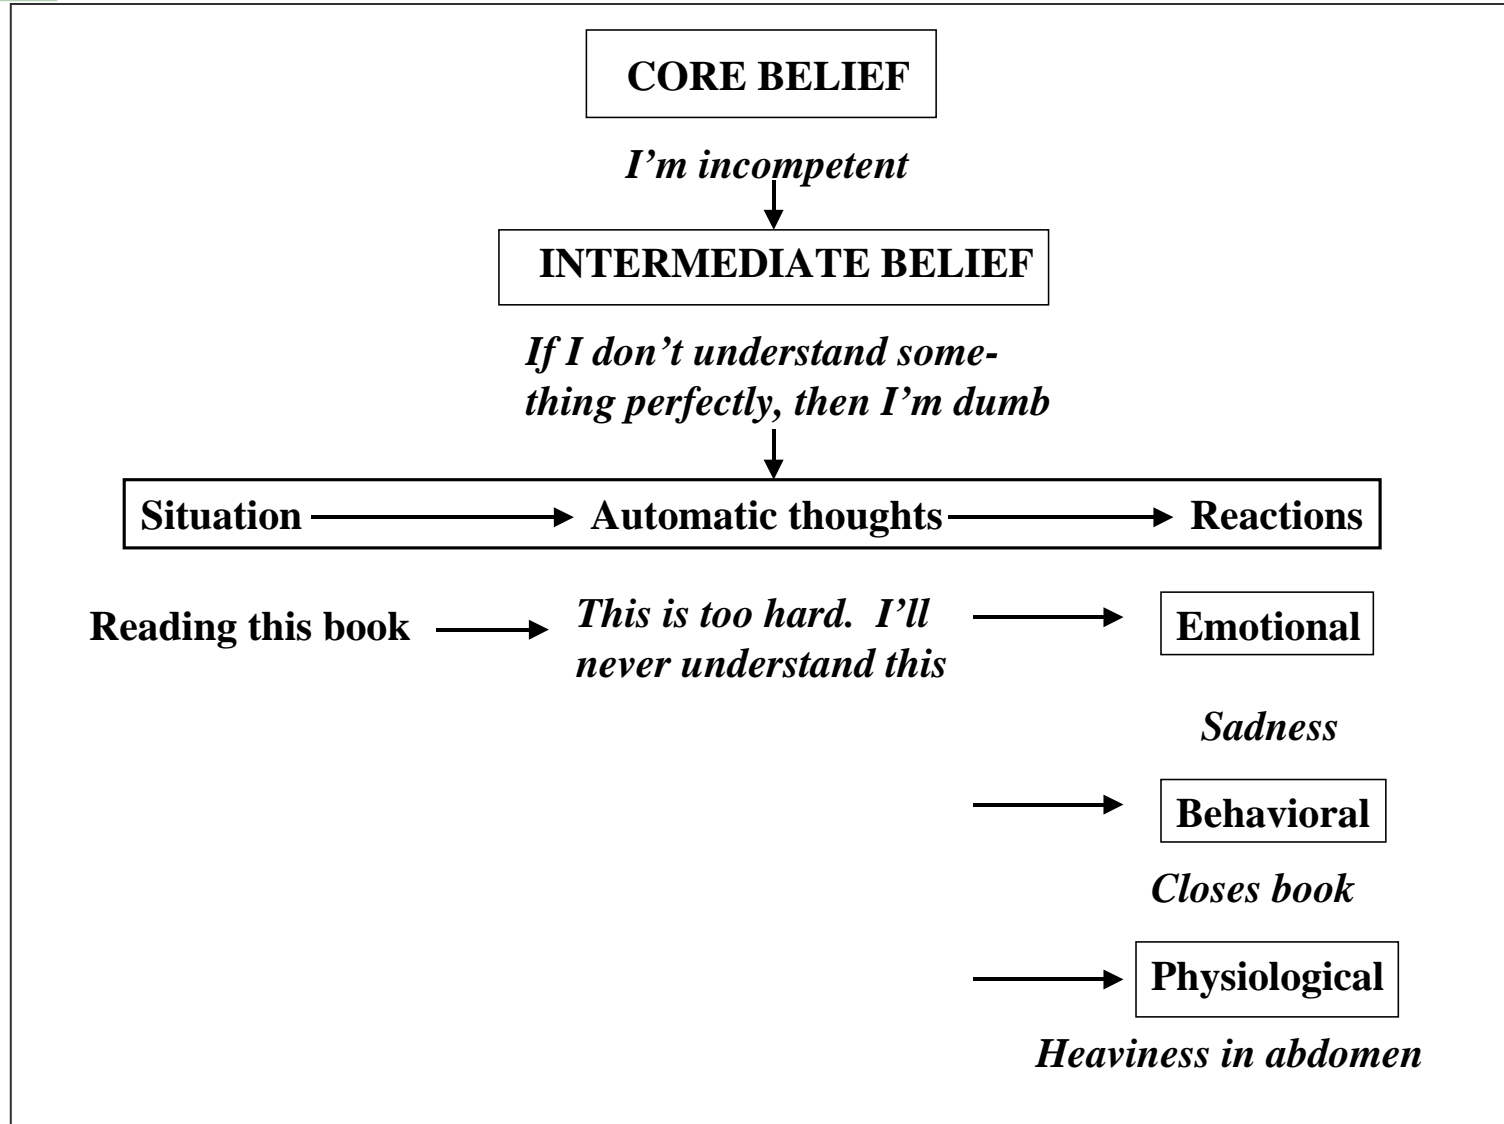 CORE BELIEF
I’m incompetent
INTERMEDIATE BELIEF
If I don’t understand some-
thing perfectly, then I’m dumb
Situation Automatic thoughts Reactions
Reading this book
This is too hard.  I’ll
never understand this
Emotional
Sadness
Behavioral
Closes book
Physiological
Heaviness in abdomen